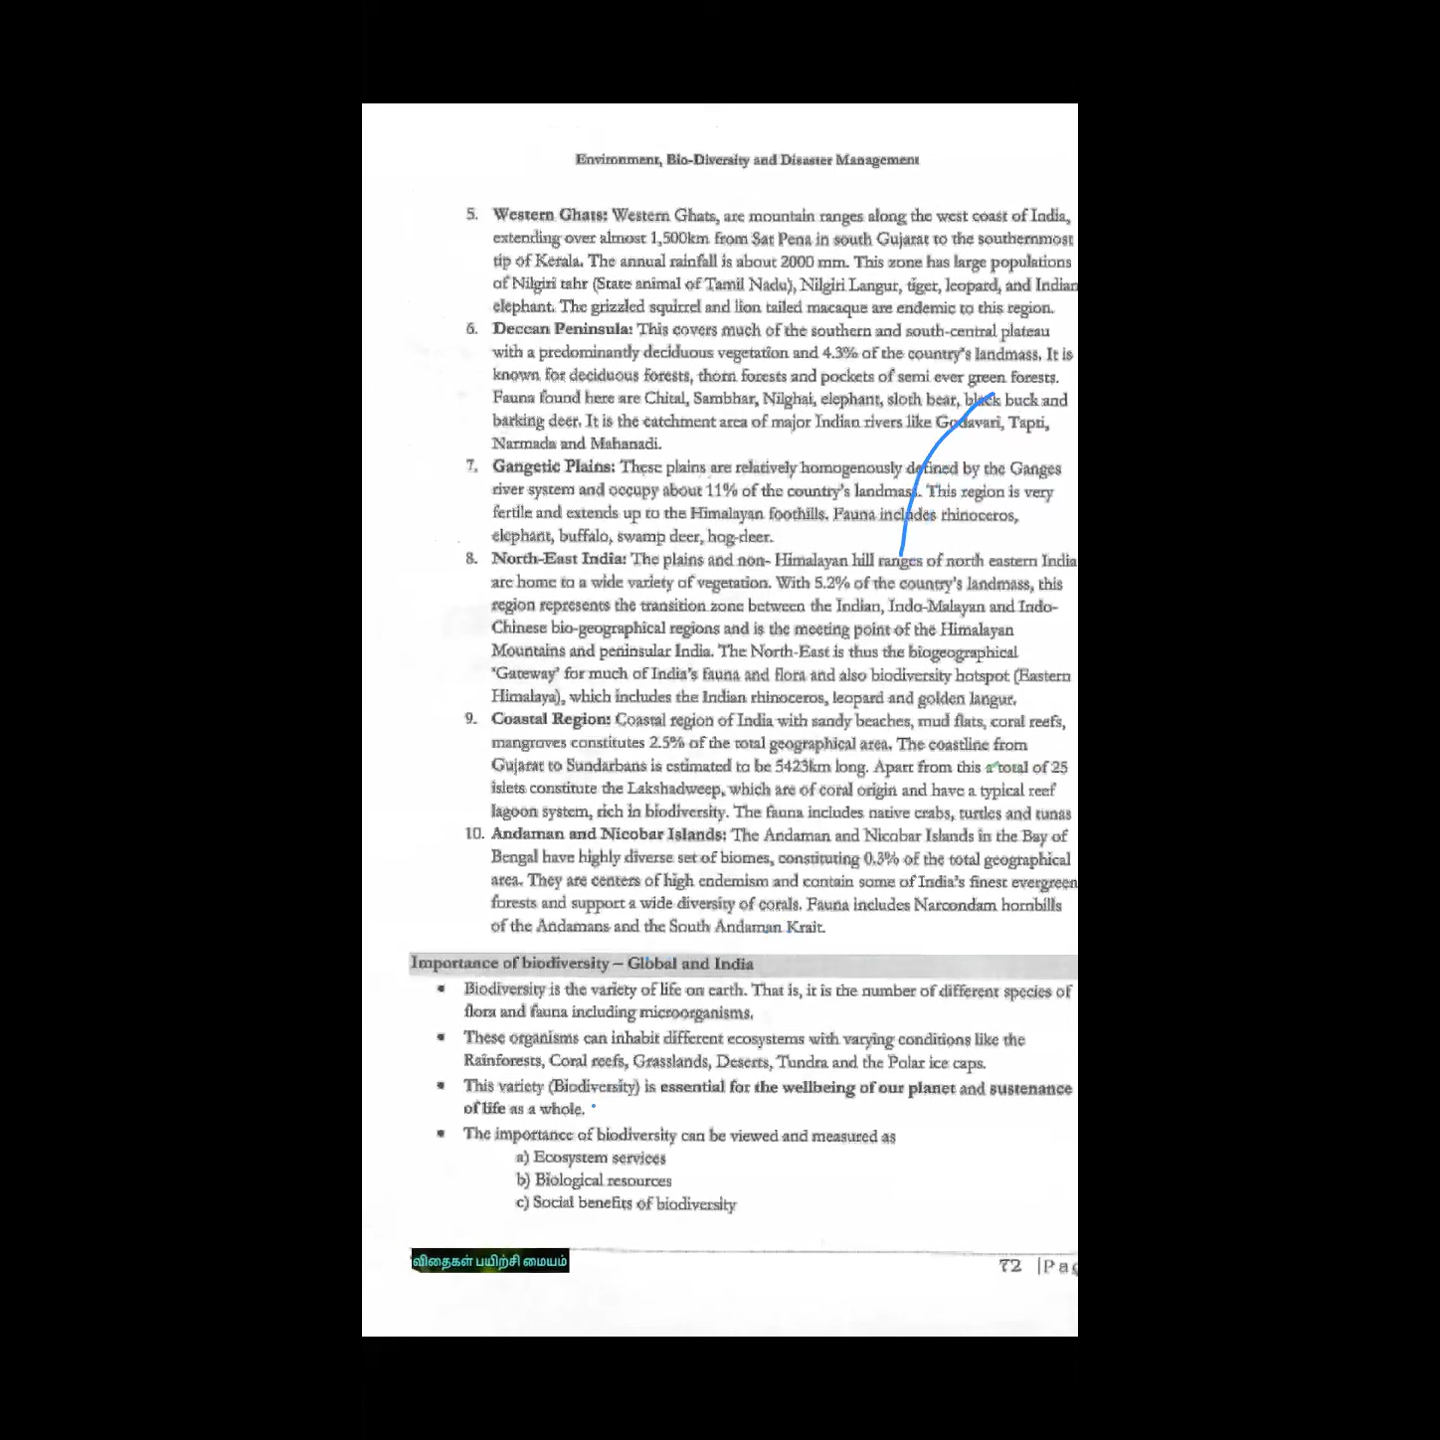 Environment, Bio-Diversity and Disaster Management
5. Western Ghats: Western Ghats, are mountain ranges along the west coast of India,
extending over almost 1,500km from Sat Pena in south Gujarat to the southernmost
tip of Kerala. The annual rainfall is about 2000 mm. This zone has large populations
of Nilgiri tahr (State animal of Tamil Nadu), Nilgiri Langur, tiger, leopard, and Indian
elephant. The grizzled squirrel and lion tailed macaque are endemic to this region.
6. Deccan Peninsula: This covers much of the southern and south-central plateau
with a predominantly deciduous vegetation and 4.3% of the country's landmass. It is
known for deciduous forests, thorn forests and pockets of semi ever green forests.
Fauna found here are Chital, Sambhar, Nilghai, elephant, sloth bear, black buck and
barking deer. It is the catchment area of major Indian rivers like Godavari, Tapti,
Narmada and Mahanadi.
7. Gangetic Plains: These plains are relatively homogenously defined by the Ganges
river system and occupy about 11% of the country's landmass. This region is very
fertile and extends up to the Himalayan foothills. Fauna includes rhinoceros,
elephant, buffalo, swamp deer, hog-deer.
8. North-East India: The plains and non- Himalayan hill ranges of north eastern India
are home to a wide variety of vegetation. With 5.2% of the country's landmass, this
region represents the transition zone between the Indian, Indo-Malayan and Indo-
Chinese bio-geographical regions and is the meeting point of the Himalayan
Mountains and peninsular India. The North-East is thus the biogeographical
'Gateway' for much of India's fauna and flora and also biodiversity hotspot (Eastern
Himalaya), which includes the Indian rhinoceros, leopard and golden langur.
9. Coastal Region: Coastal region of India with sandy beaches, mud flats, coral reefs,
mangroves constitutes 2.5% of the total geographical area. The coastline from
Gujarat to Sundarbans is estimated to be 5423km long. Apart from this a total of 25
islets constitute the Lakshadweep, which are of coral origin and have a typical reef
lagoon system, rich in biodiversity. The fauna includes native crabs, turtles and tunas
10. Andaman and Nicobar Islands: The Andaman and Nicobar Islands in the Bay of
Bengal have highly diverse set of biomes, constituting 0.3% of the total geographical
area. They are centers of high endemism and contain some of India's finest evergreen
forests and support a wide diversity of corals. Fauna includes Narcondam hornbills
of the Andamans and the South Andaman Krait.
Importance of biodiversity – Global and India
• Biodiversity is the variety of life on earth. That is, it is the number of different species of
flora and fauna including microorganisms.
• These organisms can inhabit different ecosystems with varying conditions like the
Rainforests, Coral reefs, Grasslands, Deserts, Tundra and the Polar ice caps.
• This variety (Biodiversity) is essential for the wellbeing of our planet and sustenance
of life as a whole.
• The importance of biodiversity can be viewed and measured as
a) Ecosystem services
b) Biological resources
c) Social benefits of biodiversity
விதைகள் பயிற்சி மையம்
72 |Pag